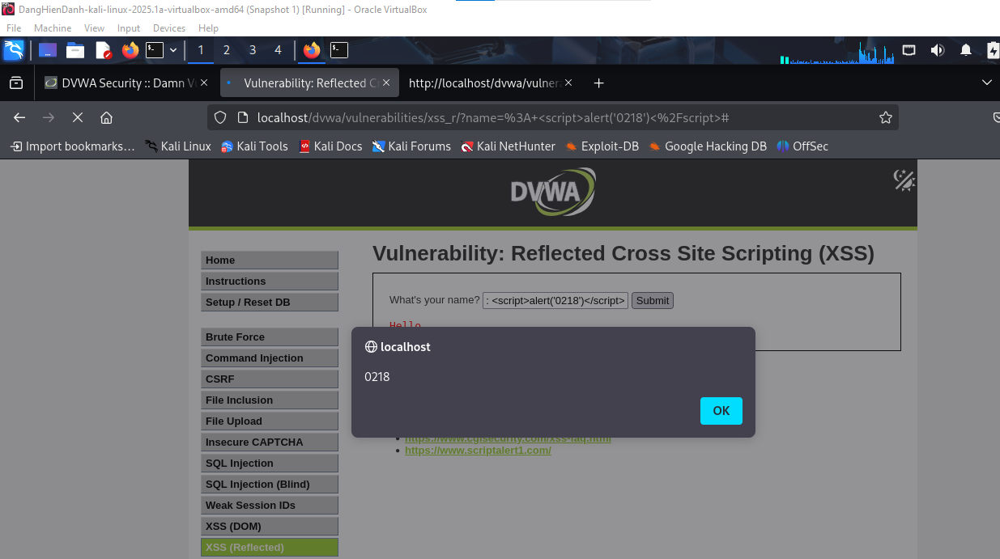 DangHienDanh-kali-linux-2025.1a-virtualbox-amd64 (Snapshot 1) [Running] - Oracle VirtualBox
File Machine View Input Devices Help
1 2 3 4
DVWA Security :: Damn Vu
Vulnerability: Reflected C
http://localhost/dvwa/vulnera
localhost/dvwa/vulnerabilities/xss_r/?name=%3A+<script>alert('0218')<%2Fscript>#
Import bookmarks... Kali Linux Kali Tools Kali Docs Kali Forums Kali NetHunter Exploit-DB Google Hacking DB OffSec
DVWA
Vulnerability: Reflected Cross Site Scripting (XSS)
Home
Instructions
Setup / Reset DB
Brute Force
Command Injection
CSRF
File Inclusion
File Upload
Insecure CAPTCHA
SQL Injection
SQL Injection (Blind)
Weak Session IDs
XSS (DOM)
XSS (Reflected)
What's your name? : <script>alert('0218')</script> Submit
Hello
localhost
0218
OK
https://www.cgisecurity.com/xss-faq.html
https://www.scriptalert1.com/